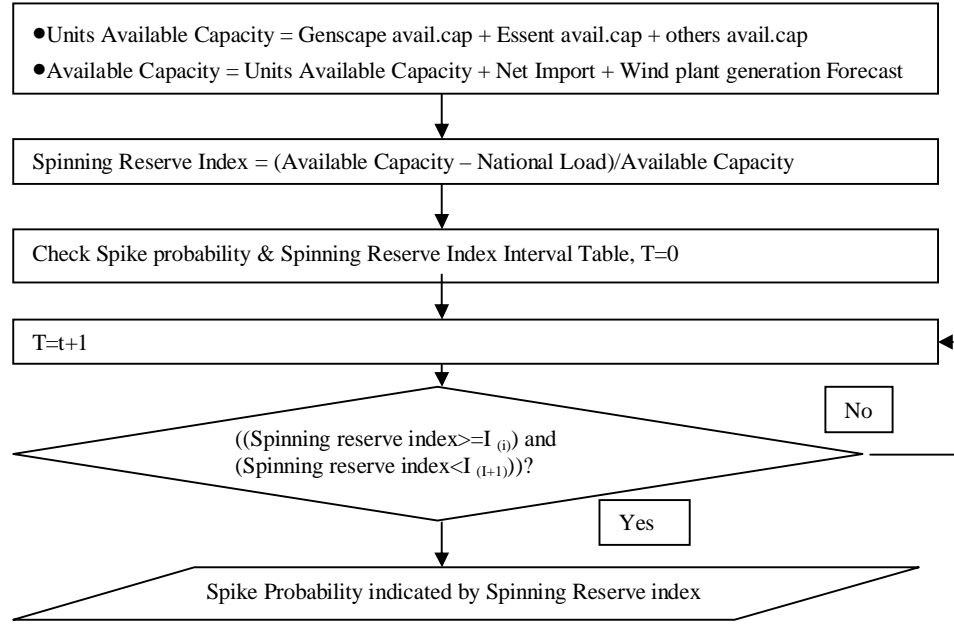 ●Units Available Capacity = Genscape avail.cap + Essent avail.cap + others avail.cap
●Available Capacity = Units Available Capacity + Net Import + Wind plant generation Forecast
Spinning Reserve Index = (Available Capacity – National Load)/Available Capacity
Check Spike probability & Spinning Reserve Index Interval Table, T=0
T=t+1
No
((Spinning reserve index>=I (i)) and
(Spinning reserve index<I (I+1)))?
Yes
Spike Probability indicated by Spinning Reserve index